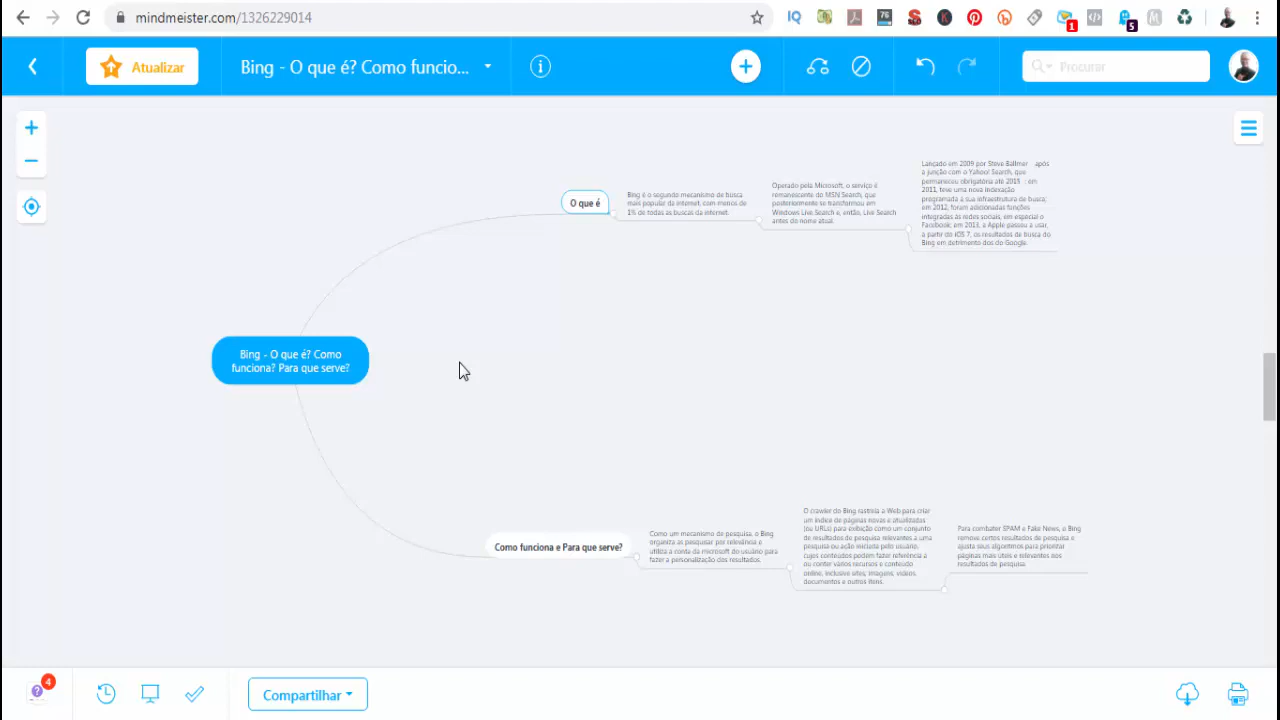 mindmeister.com/1326229014
76
1
5
Atualizar
Bing - O que é? Como funcio...
Procurar
O que é
Bing é o segundo mecanismo de busca
mais popular da internet, com menos de
1% de todas as buscas da internet.
Operado pela Microsoft, o serviço é
remanescente do MSN Search, que
posteriormente se transformou em
Windows Live Search e, então, Live Search
antes do nome atual.
Lançado em 2009 por Steve Ballmer após
a junção com o Yahoo! Search, que
permaneceu obrigatória até 2015 ; em
2011, teve uma nova indexação
programada à sua infraestrutura de busca;
em 2012, foram adicionadas funções
integradas às redes sociais, em especial o
Facebook; em 2013, a Apple passou a usar,
a partir do iOS 7, os resultados de busca do
Bing em detrimento dos do Google.
Bing - O que é? Como
funciona? Para que serve?
Como funciona e Para que serve?
Como um mecanismo de pesquisa, o Bing
organiza as pesquisar por relevância e
utiliza a conta da microsoft do usuário para
fazer a personalização dos resultados.
O crawler do Bing rastreia a Web para criar
um índice de páginas novas e atualizadas
(ou URLs) para exibição como um conjunto
de resultados de pesquisa relevantes a uma
pesquisa ou ação iniciada pelo usuário,
cujos conteúdos podem fazer referência a
ou conter vários recursos e conteúdo
online, inclusive sites, imagens, vídeos,
documentos e outros itens.
Para combater SPAM e Fake News, o Bing
remove certos resultados de pesquisa e
ajusta seus algoritmos para priorizar
páginas mais úteis e relevantes nos
resultados de pesquisa.
4
Compartilhar